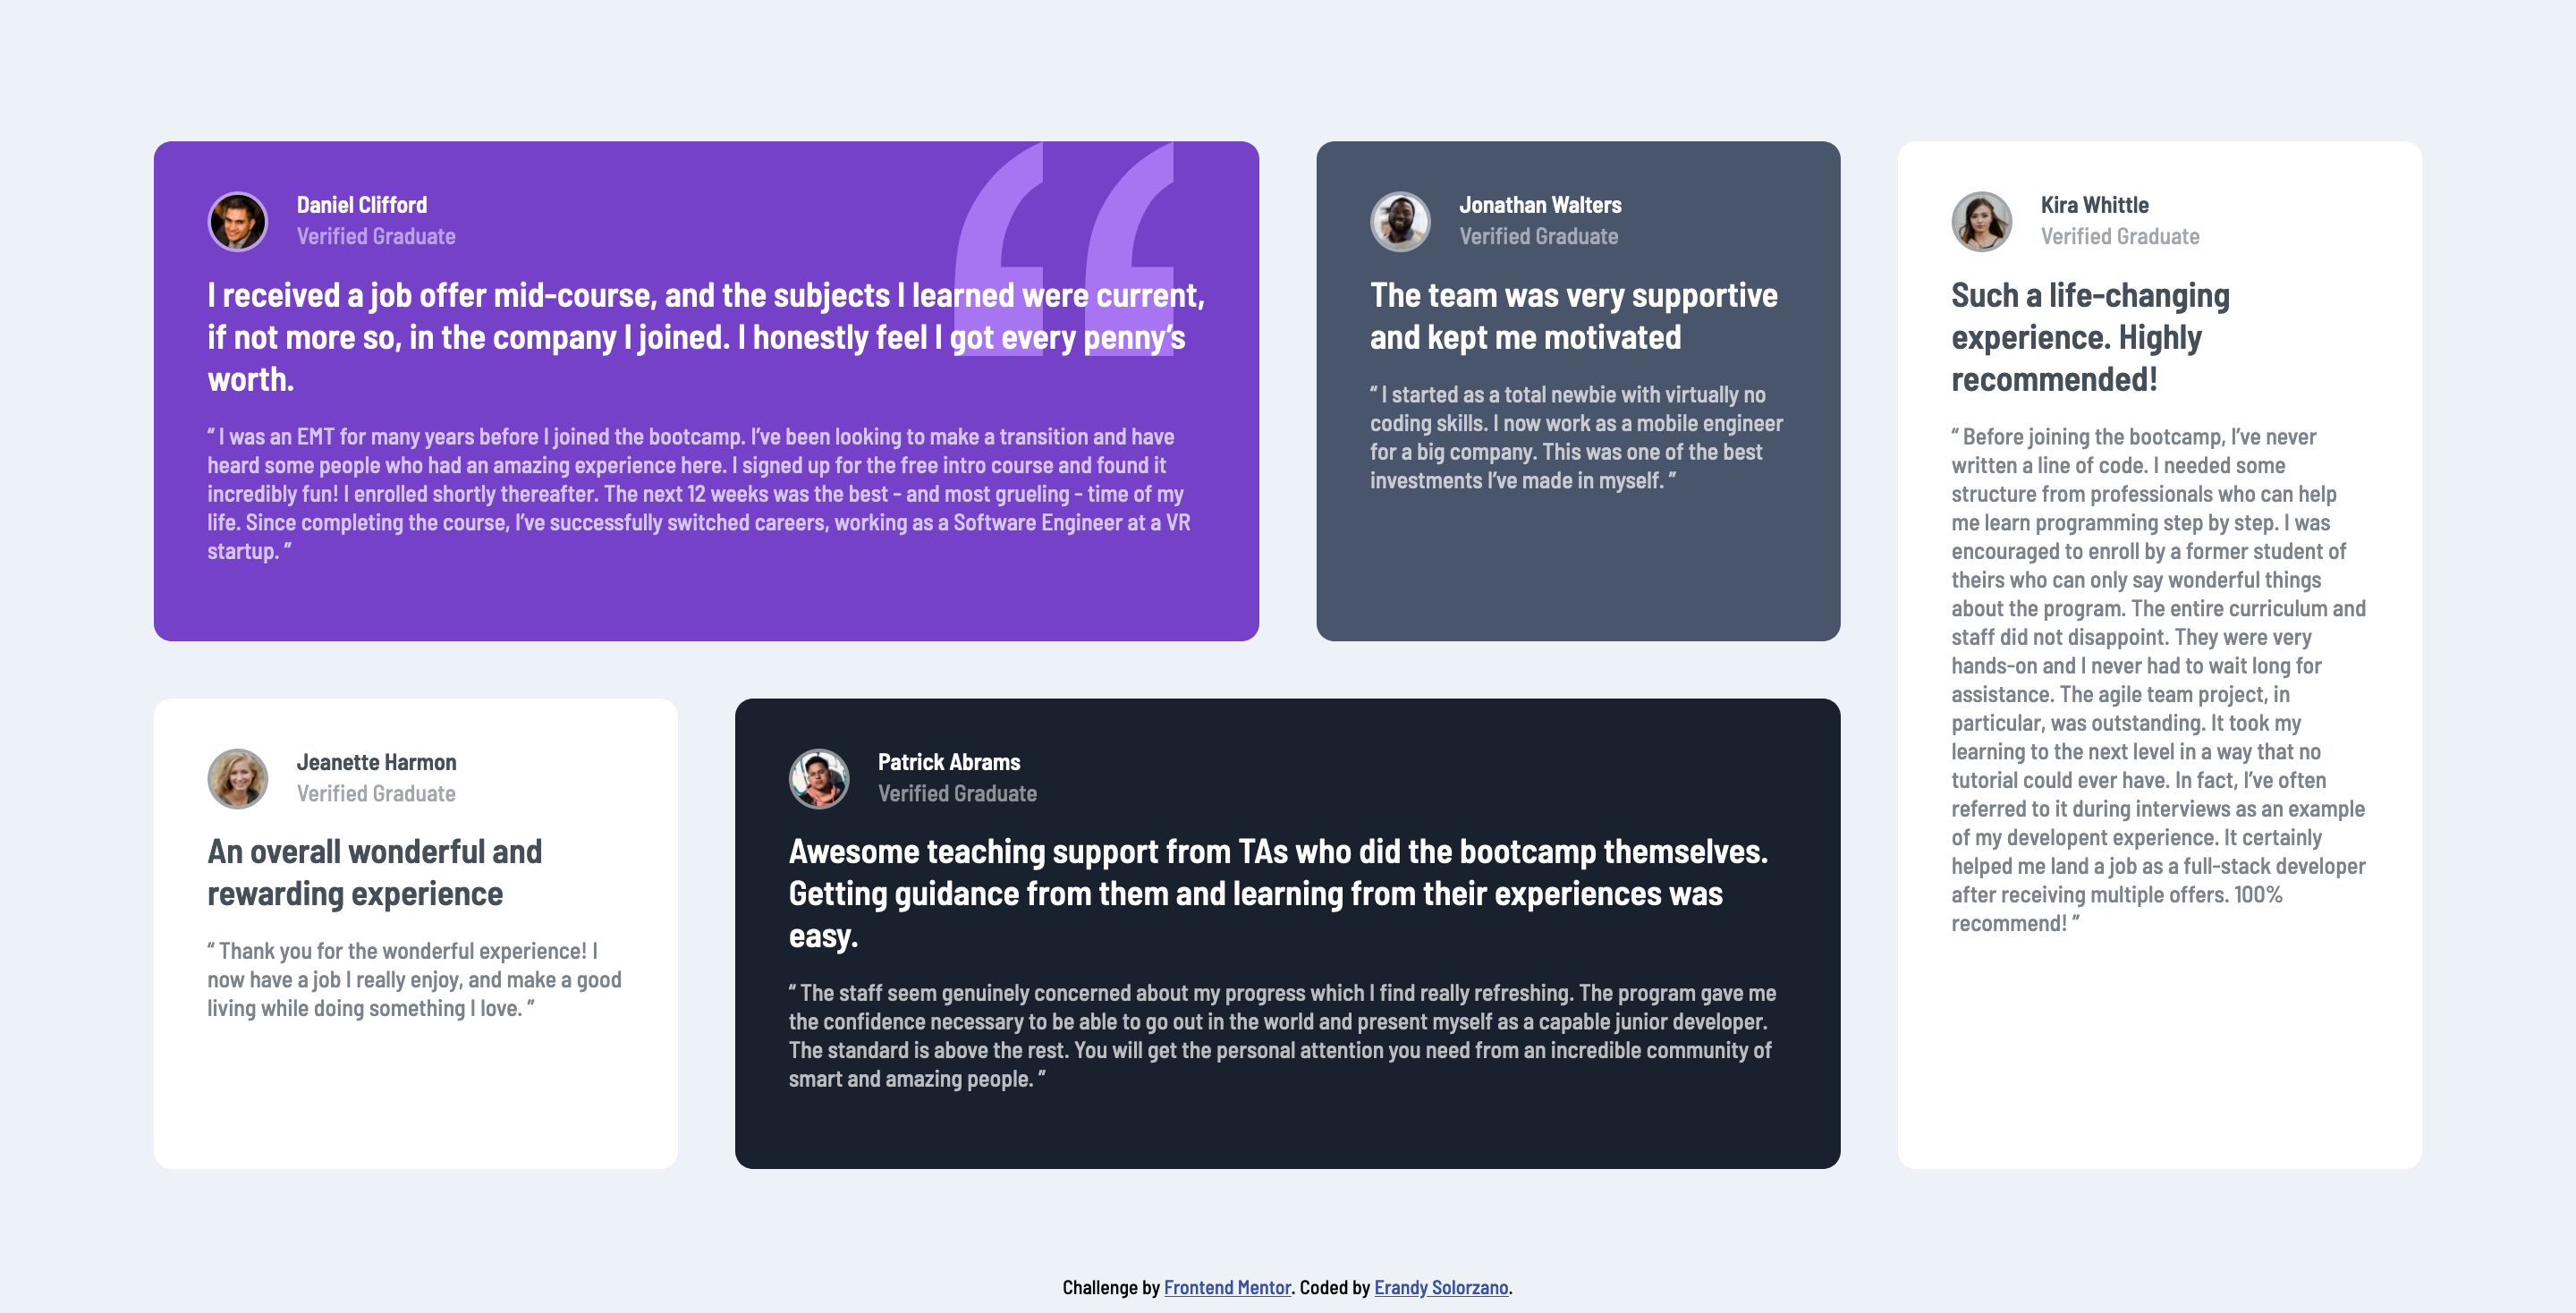 Daniel Clifford
Verified Graduate
I received a job offer mid-course, and the subjects I learned were current,
if not more so, in the company I joined. I honestly feel I got every penny’s
worth.
“ I was an EMT for many years before I joined the bootcamp. I’ve been looking to make a transition and have
heard some people who had an amazing experience here. I signed up for the free intro course and found it
incredibly fun! I enrolled shortly thereafter. The next 12 weeks was the best - and most grueling - time of my
life. Since completing the course, I’ve successfully switched careers, working as a Software Engineer at a VR
startup. ”
Jonathan Walters
Verified Graduate
The team was very supportive
and kept me motivated
“ I started as a total newbie with virtually no
coding skills. I now work as a mobile engineer
for a big company. This was one of the best
investments I’ve made in myself. ”
Kira Whittle
Verified Graduate
Such a life-changing
experience. Highly
recommended!
“ Before joining the bootcamp, I’ve never
written a line of code. I needed some
structure from professionals who can help
me learn programming step by step. I was
encouraged to enroll by a former student of
theirs who can only say wonderful things
about the program. The entire curriculum and
staff did not disappoint. They were very
hands-on and I never had to wait long for
assistance. The agile team project, in
particular, was outstanding. It took my
learning to the next level in a way that no
tutorial could ever have. In fact, I’ve often
referred to it during interviews as an example
of my developent experience. It certainly
helped me land a job as a full-stack developer
after receiving multiple offers. 100%
recommend! ”
Jeanette Harmon
Verified Graduate
An overall wonderful and
rewarding experience
“ Thank you for the wonderful experience! I
now have a job I really enjoy, and make a good
living while doing something I love. ”
Patrick Abrams
Verified Graduate
Awesome teaching support from TAs who did the bootcamp themselves.
Getting guidance from them and learning from their experiences was
easy.
“ The staff seem genuinely concerned about my progress which I find really refreshing. The program gave me
the confidence necessary to be able to go out in the world and present myself as a capable junior developer.
The standard is above the rest. You will get the personal attention you need from an incredible community of
smart and amazing people. ”
Challenge by Frontend Mentor. Coded by Erandy Solorzano.